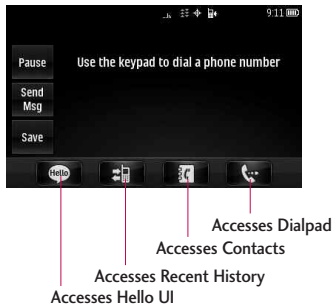 9:11
Pause
Use the keypad to dial a phone number
Send
Msg
Save
Hello
Accesses Dialpad
Accesses Contacts
Accesses Recent History
Accesses Hello UI